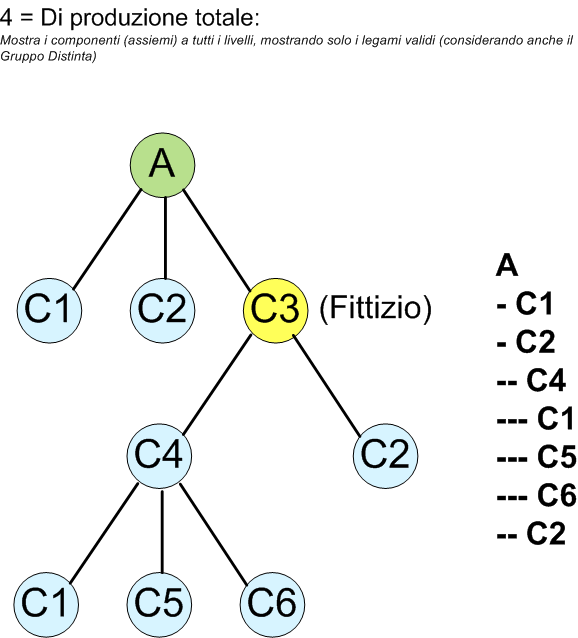 4 = Di produzione totale:
Mostra i componenti (assiemi) a tutti i livelli, mostrando solo i legami validi (considerando anche il
Gruppo Distinta)
A
C1
C2
C3
(Fittizio)
C4
C2
C1
C5
C6
A
- C1
- C2
-- C4
--- C1
--- C5
--- C6
-- C2